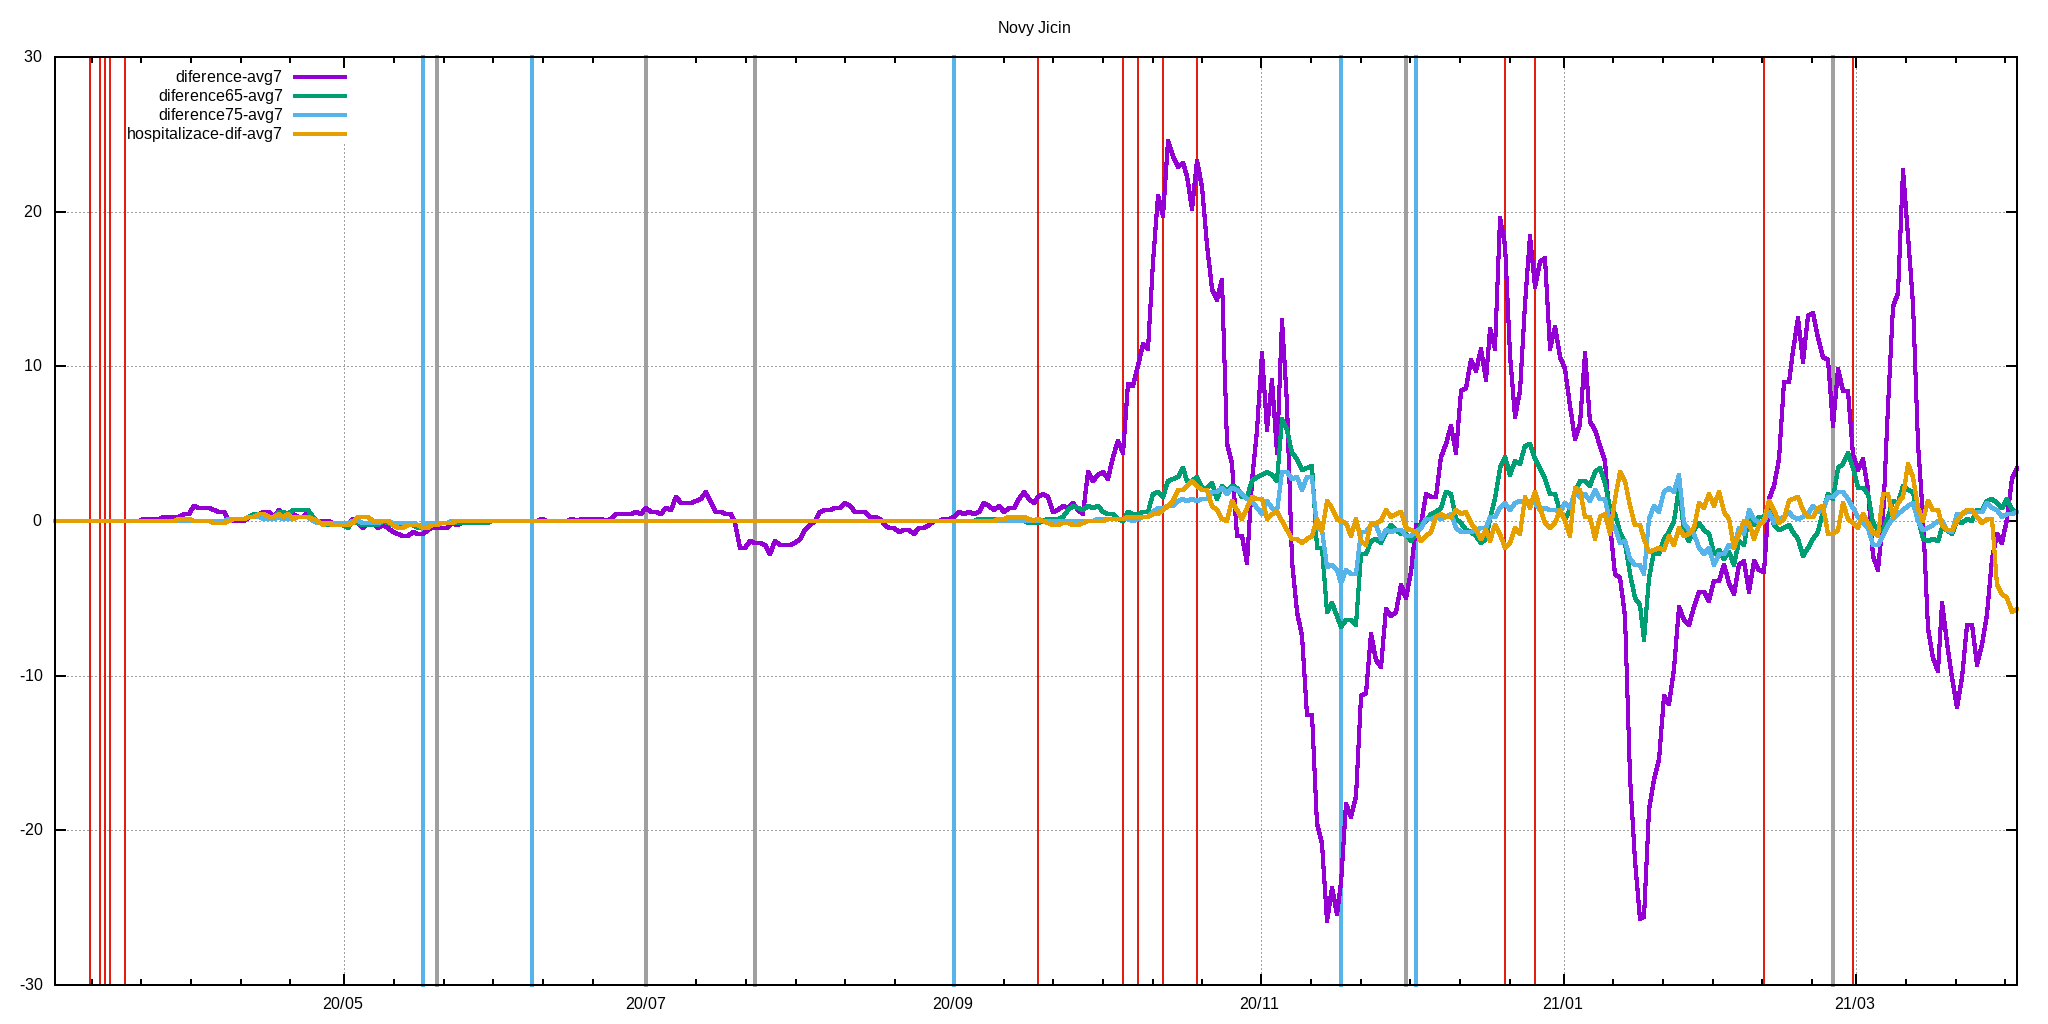 Novy Jicin
30
20
10
0
-10
-20
-30
diference-avg7
diference65-avg7
diference75-avg7
hospitalizace-dif-avg7
20/05
20/07
20/09
20/11
21/01
21/03